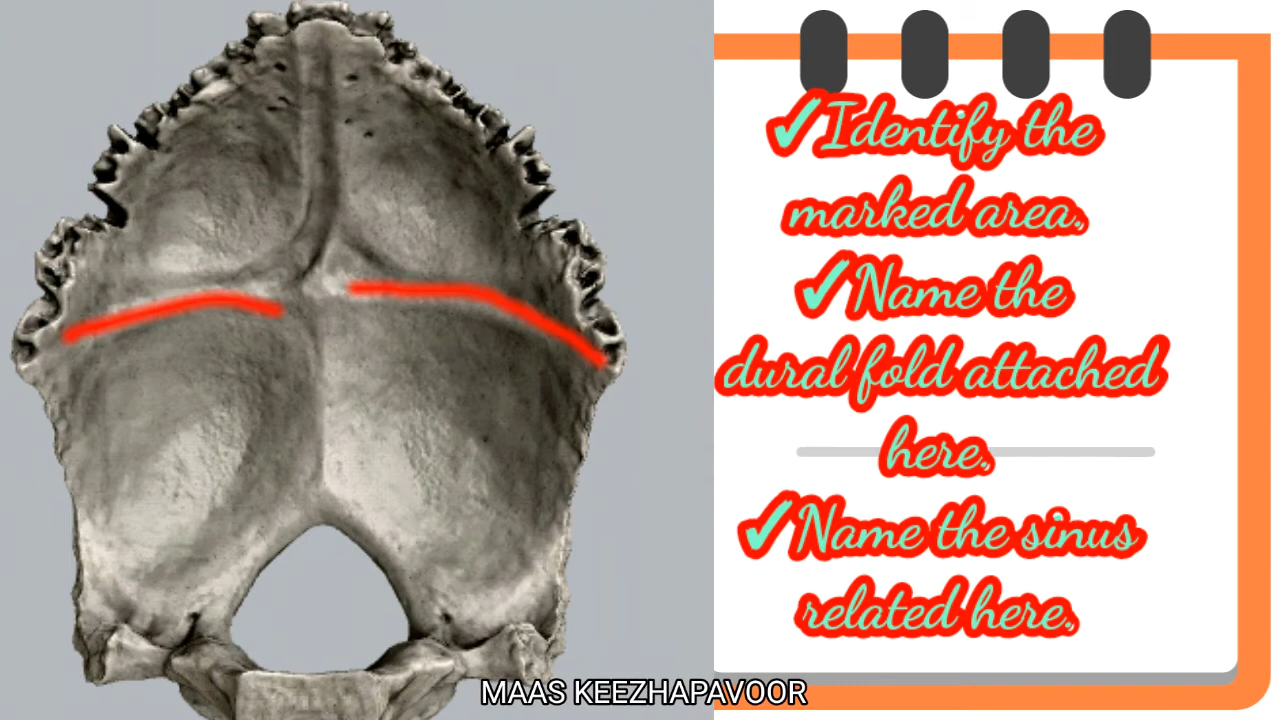 ✓Identify the
marked area.
✓Name the
dural fold attached
here.
✓Name the sinus
related here.
MAAS KEEZHAPAVOOR